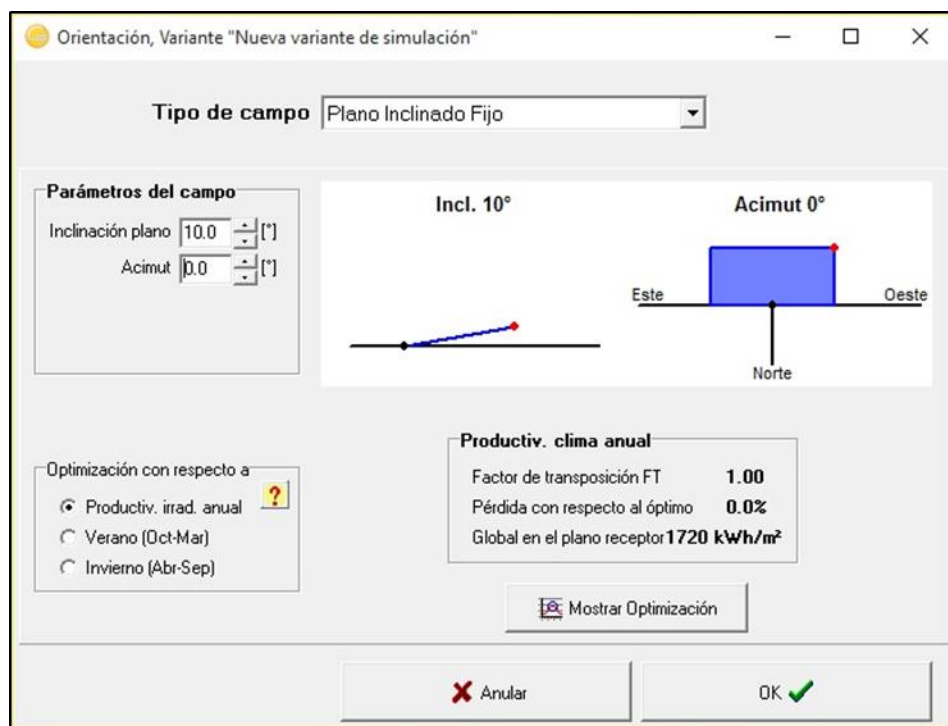 Orientación, Variante "Nueva variante de simulación"
Tipo de campo Plano Inclinado Fijo
Parámetros del campo
Inclinación plano 10.0 [°]
Acimut 0.0 [°]
Incl. 10°
Acimut 0°
Este
Oeste
Norte
Optimización con respecto a
?
Productiv. irrad. anual
Verano (Oct-Mar)
Invierno (Abr-Sep)
Productiv. clima anual
Factor de transposición FT 1.00
Pérdida con respecto al óptimo 0.0%
Global en el plano receptor 1720 kWh/m²
Mostrar Optimización
Anular
OK